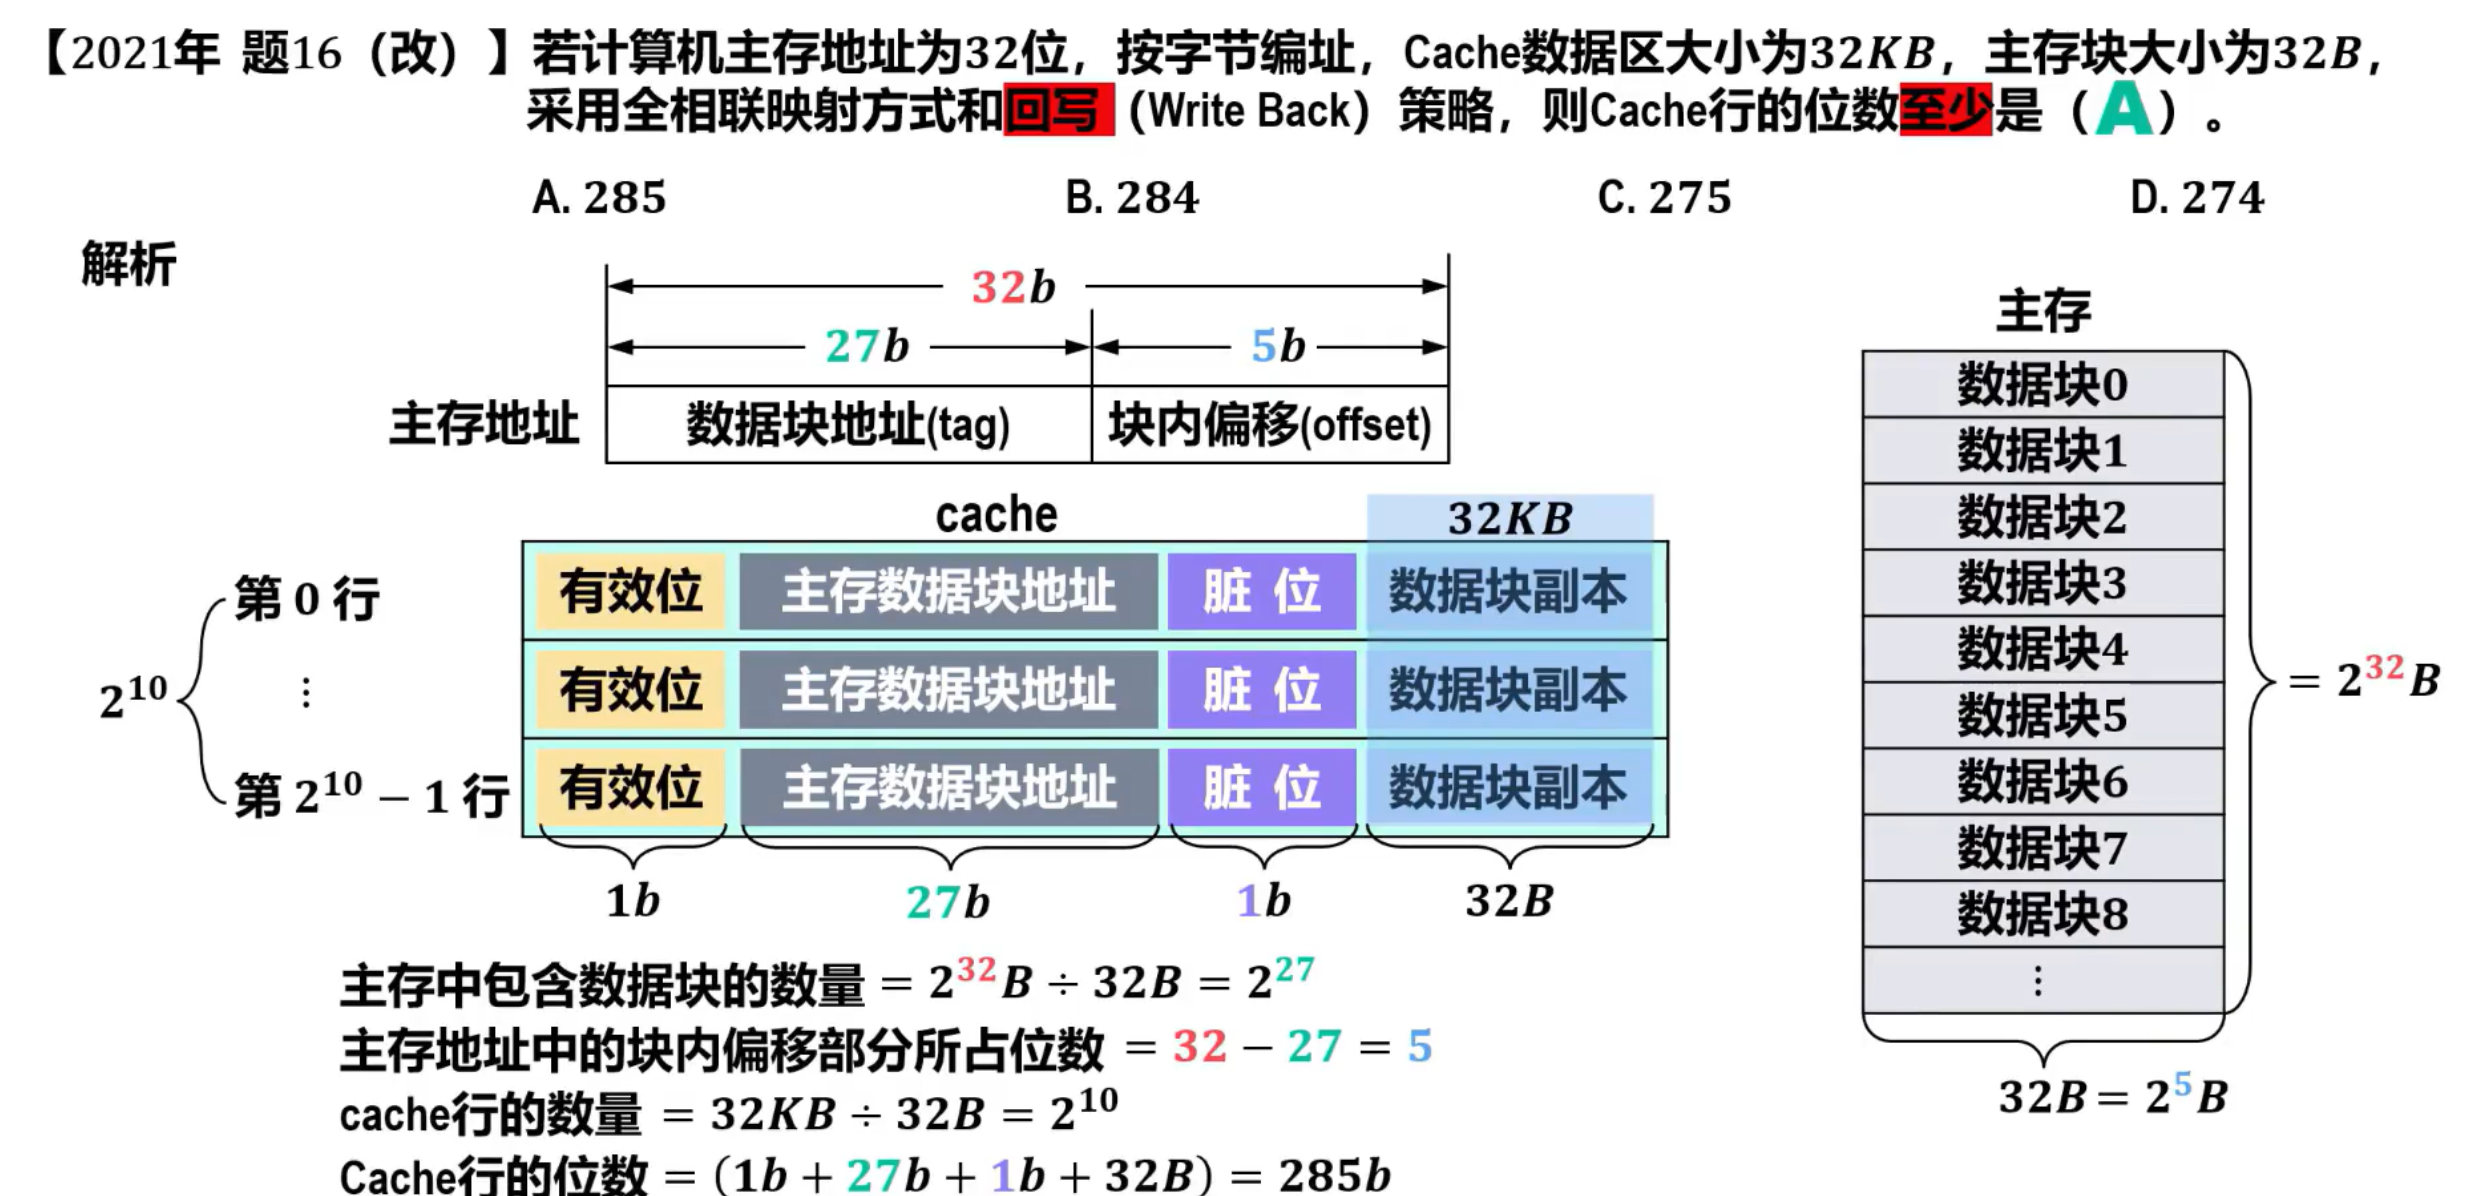 【2021年 题16（改）】若计算机主存地址为32位，按字节编址，Cache数据区大小为32KB，主存块大小为32B，
采用全相联映射方式和回写（Write Back）策略，则Cache行的位数至少是（A）。
A. 285 B. 284 C. 275 D. 274
解析
32b
27b 5b
主存地址 数据块地址(tag) 块内偏移(offset)
cache 32KB
第 0 行 有效位 主存数据块地址 脏 位 数据块副本
2^10 ⋮ 有效位 主存数据块地址 脏 位 数据块副本
第 2^10 − 1 行 有效位 主存数据块地址 脏 位 数据块副本
1b 27b 1b 32B
主存
数据块0
数据块1
数据块2
数据块3
数据块4
数据块5
数据块6
数据块7
数据块8
⋮
= 2^32 B
32B = 2^5 B
主存中包含数据块的数量 = 2^32 B ÷ 32B = 2^27
主存地址中的块内偏移部分所占位数 = 32 − 27 = 5
cache行的数量 = 32KB ÷ 32B = 2^10
Cache行的位数 = (1b + 27b + 1b + 32B) = 285b